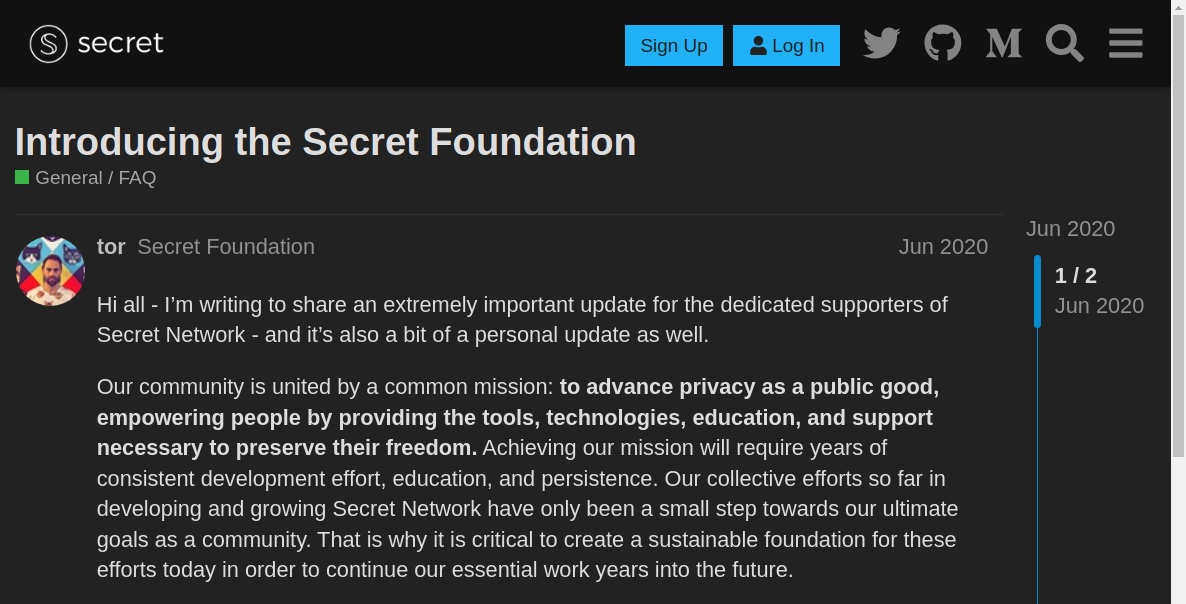 secret
Sign Up
Log In
Introducing the Secret Foundation
General / FAQ
tor Secret Foundation
Jun 2020
Jun 2020
1 / 2
Jun 2020
Hi all - I’m writing to share an extremely important update for the dedicated supporters of
Secret Network - and it’s also a bit of a personal update as well.
Our community is united by a common mission: to advance privacy as a public good,
empowering people by providing the tools, technologies, education, and support
necessary to preserve their freedom. Achieving our mission will require years of
consistent development effort, education, and persistence. Our collective efforts so far in
developing and growing Secret Network have only been a small step towards our ultimate
goals as a community. That is why it is critical to create a sustainable foundation for these
efforts today in order to continue our essential work years into the future.